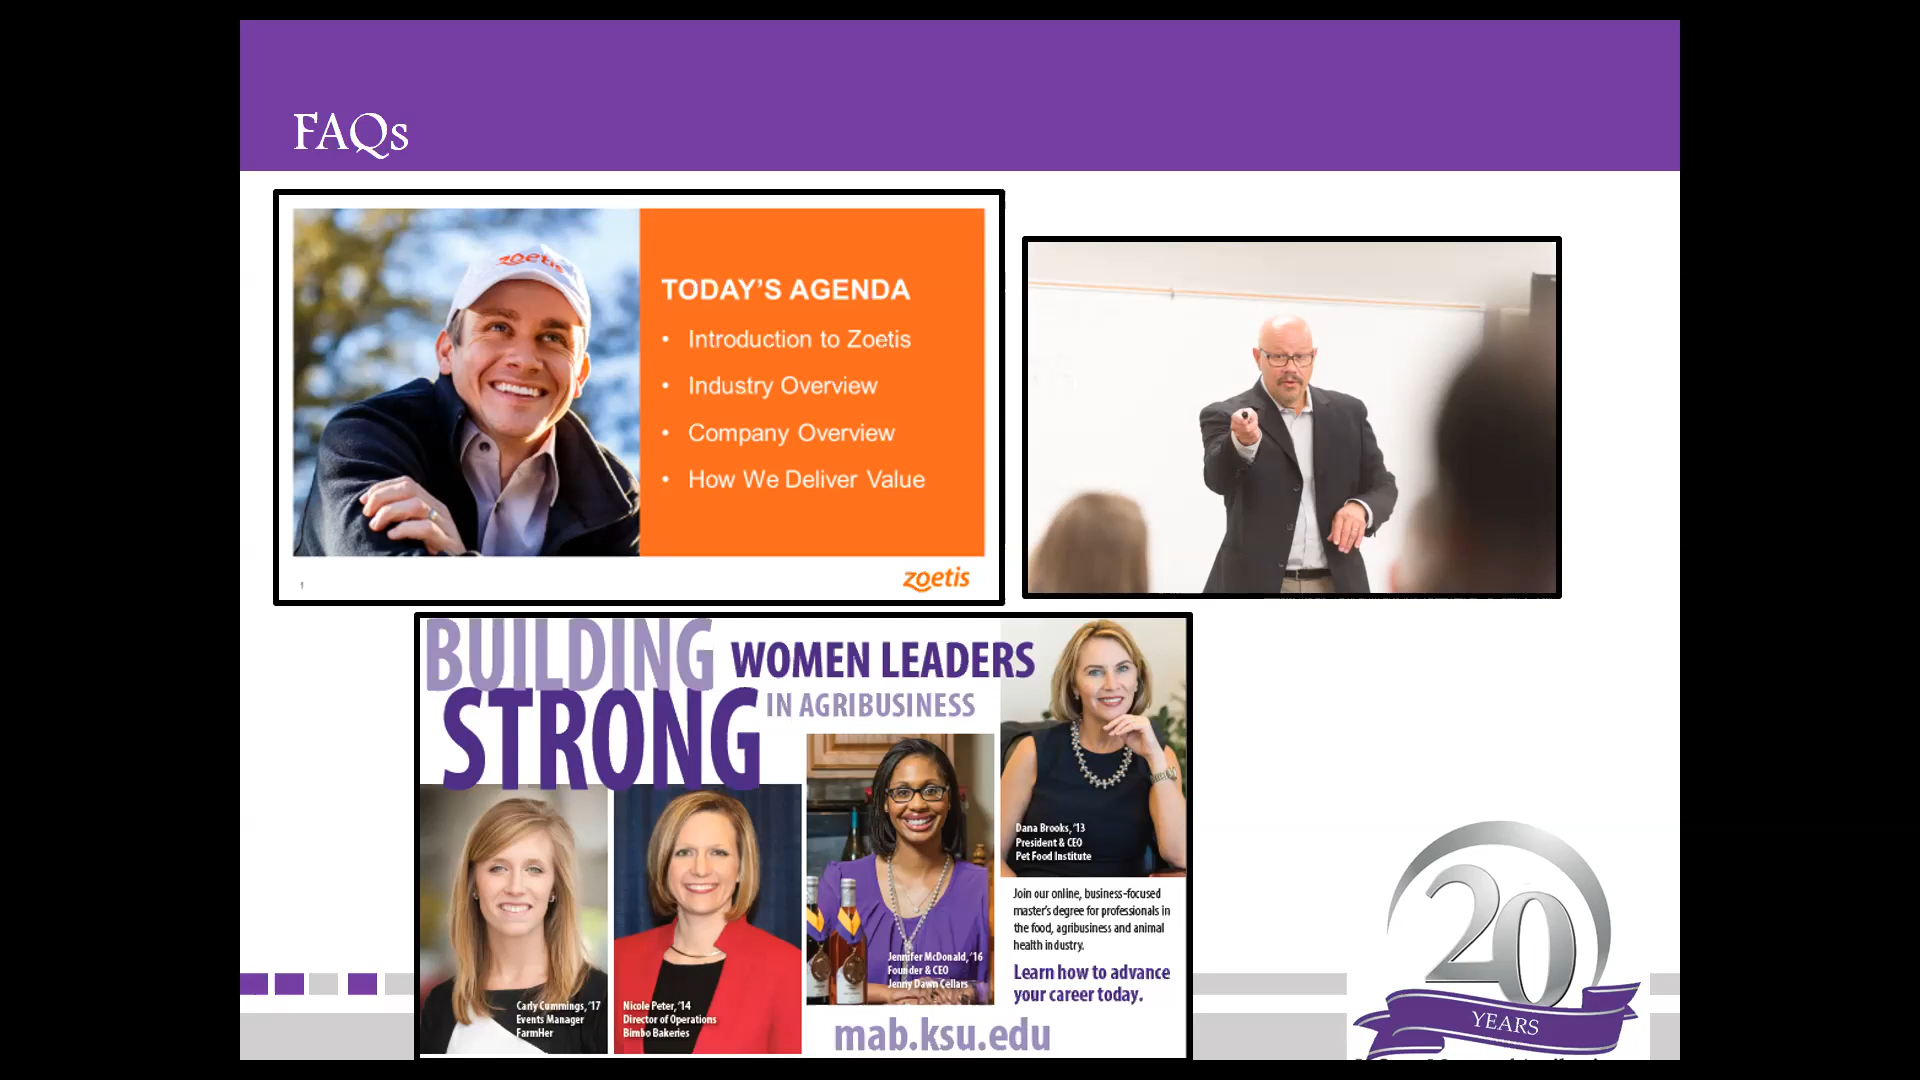 FAQs
zoetis
TODAY'S AGENDA
• Introduction to Zoetis
• Industry Overview
• Company Overview
• How We Deliver Value
1
zoetis
BUILDING
STRONG
WOMEN LEADERS
IN AGRIBUSINESS
Dana Brooks, '13
President & CEO
Pet Food Institute
Jennifer McDonald, '16
Founder & CEO
Jenny Dawn Cellars
Carly Cummings, '17
Events Manager
FarmHer
Nicole Peter, '14
Director of Operations
Bimbo Bakeries
Join our online, business-focused
master's degree for professionals in
the food, agribusiness and animal
health industry.
Learn how to advance
your career today.
mab.ksu.edu
20
YEARS